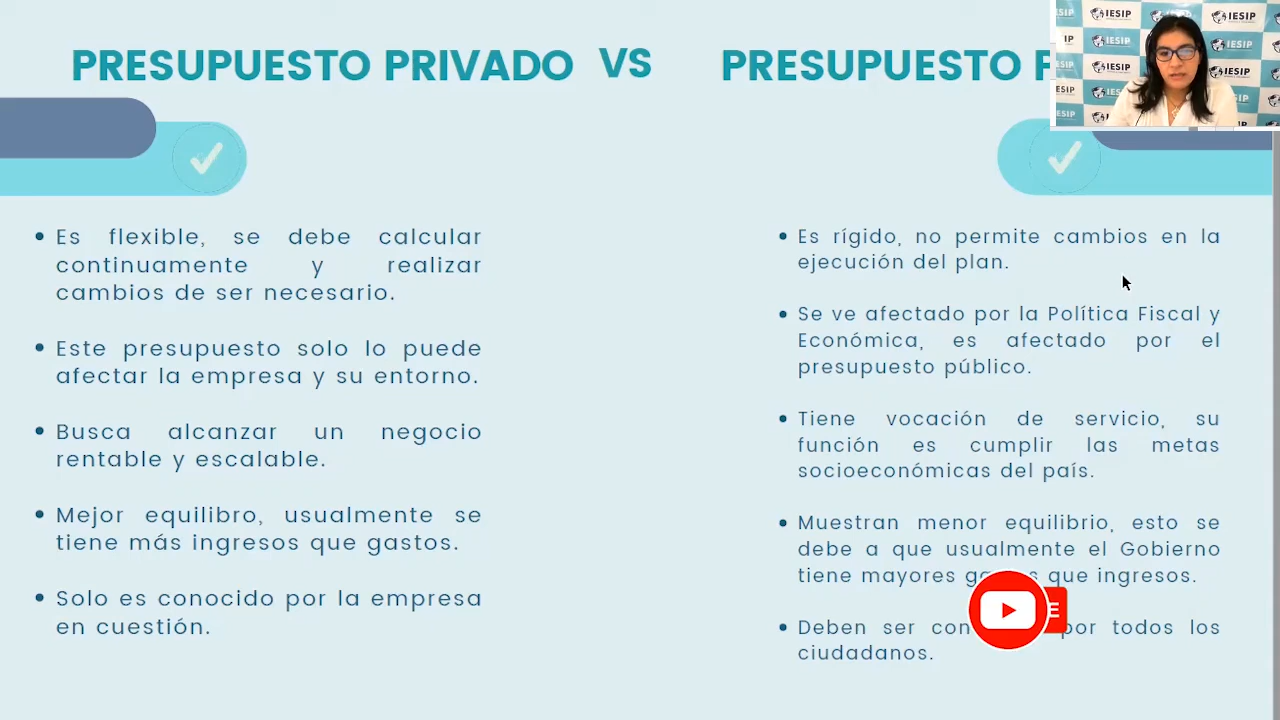 PRESUPUESTO PRIVADO VS PRESUPUESTO
IESIP
IESIP
IESIP
IESIP
IESIP
Es flexible, se debe calcular
continuamente y realizar
cambios de ser necesario.
Este presupuesto solo lo puede
afectar la empresa y su entorno.
Busca alcanzar un negocio
rentable y escalable.
Mejor equilibro, usualmente se
tiene más ingresos que gastos.
Solo es conocido por la empresa
en cuestión.
Es rígido, no permite cambios en la
ejecución del plan.
Se ve afectado por la Política Fiscal y
Económica, es afectado por el
presupuesto público.
Tiene vocación de servicio, su
función es cumplir las metas
socioeconómicas del país.
Muestran menor equilibrio, esto se
debe a que usualmente el Gobierno
tiene mayores que ingresos.
Deben ser por todos los
ciudadanos.